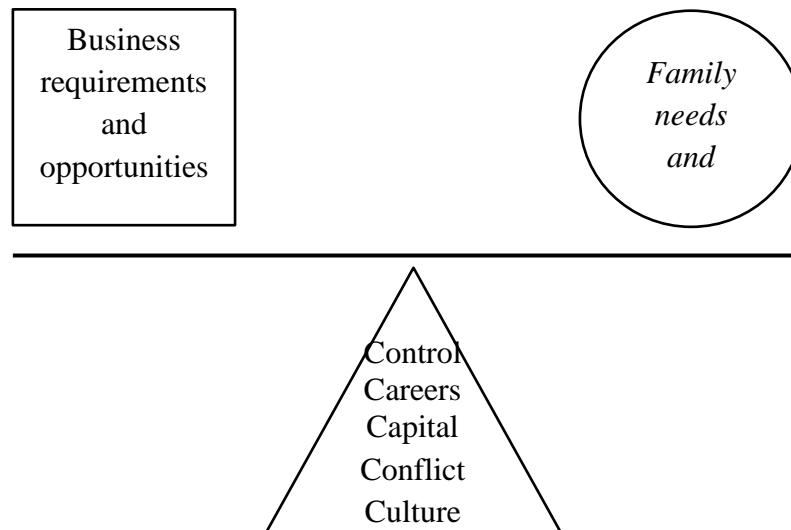 Business
requirements
and
opportunities
Family
needs
and
Control
Careers
Capital
Conflict
Culture